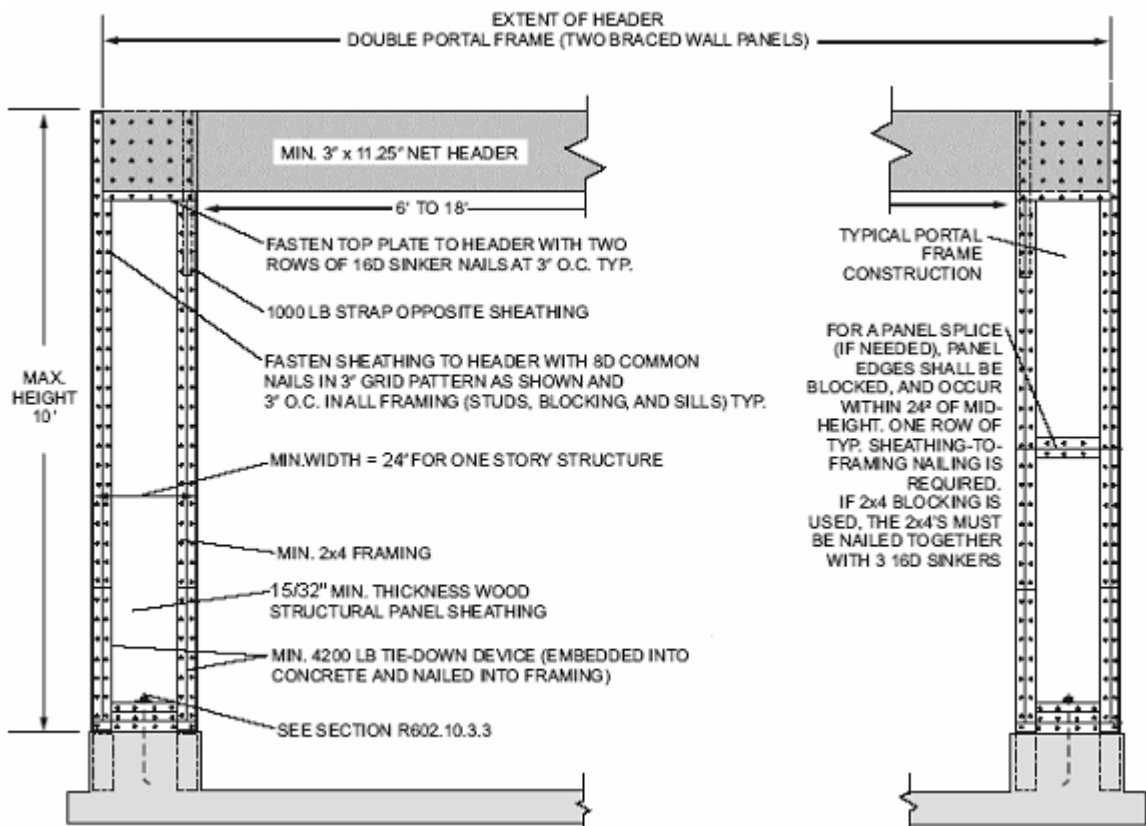 EXTENT OF HEADER
DOUBLE PORTAL FRAME (TWO BRACED WALL PANELS)
MIN. 3″ x 11.25″ NET HEADER
6' TO 18'
FASTEN TOP PLATE TO HEADER WITH TWO
ROWS OF 16D SINKER NAILS AT 3″ O.C. TYP.
1000 LB STRAP OPPOSITE SHEATHING
FASTEN SHEATHING TO HEADER WITH 8D COMMON
NAILS IN 3″ GRID PATTERN AS SHOWN AND
3″ O.C. IN ALL FRAMING (STUDS, BLOCKING, AND SILLS) TYP.
MAX.
HEIGHT
10'
MIN. WIDTH = 24″ FOR ONE STORY STRUCTURE
MIN. 2x4 FRAMING
15/32" MIN. THICKNESS WOOD
STRUCTURAL PANEL SHEATHING
MIN. 4200 LB TIE-DOWN DEVICE (EMBEDDED INTO
CONCRETE AND NAILED INTO FRAMING)
SEE SECTION R602.10.3.3
TYPICAL PORTAL
FRAME
CONSTRUCTION
FOR A PANEL SPLICE
(IF NEEDED), PANEL
EDGES SHALL BE
BLOCKED, AND OCCUR
WITHIN 24² OF MID-
HEIGHT. ONE ROW OF
TYP. SHEATHING-TO-
FRAMING NAILING IS
REQUIRED.
IF 2x4 BLOCKING IS
USED, THE 2x4'S MUST
BE NAILED TOGETHER
WITH 3 16D SINKERS